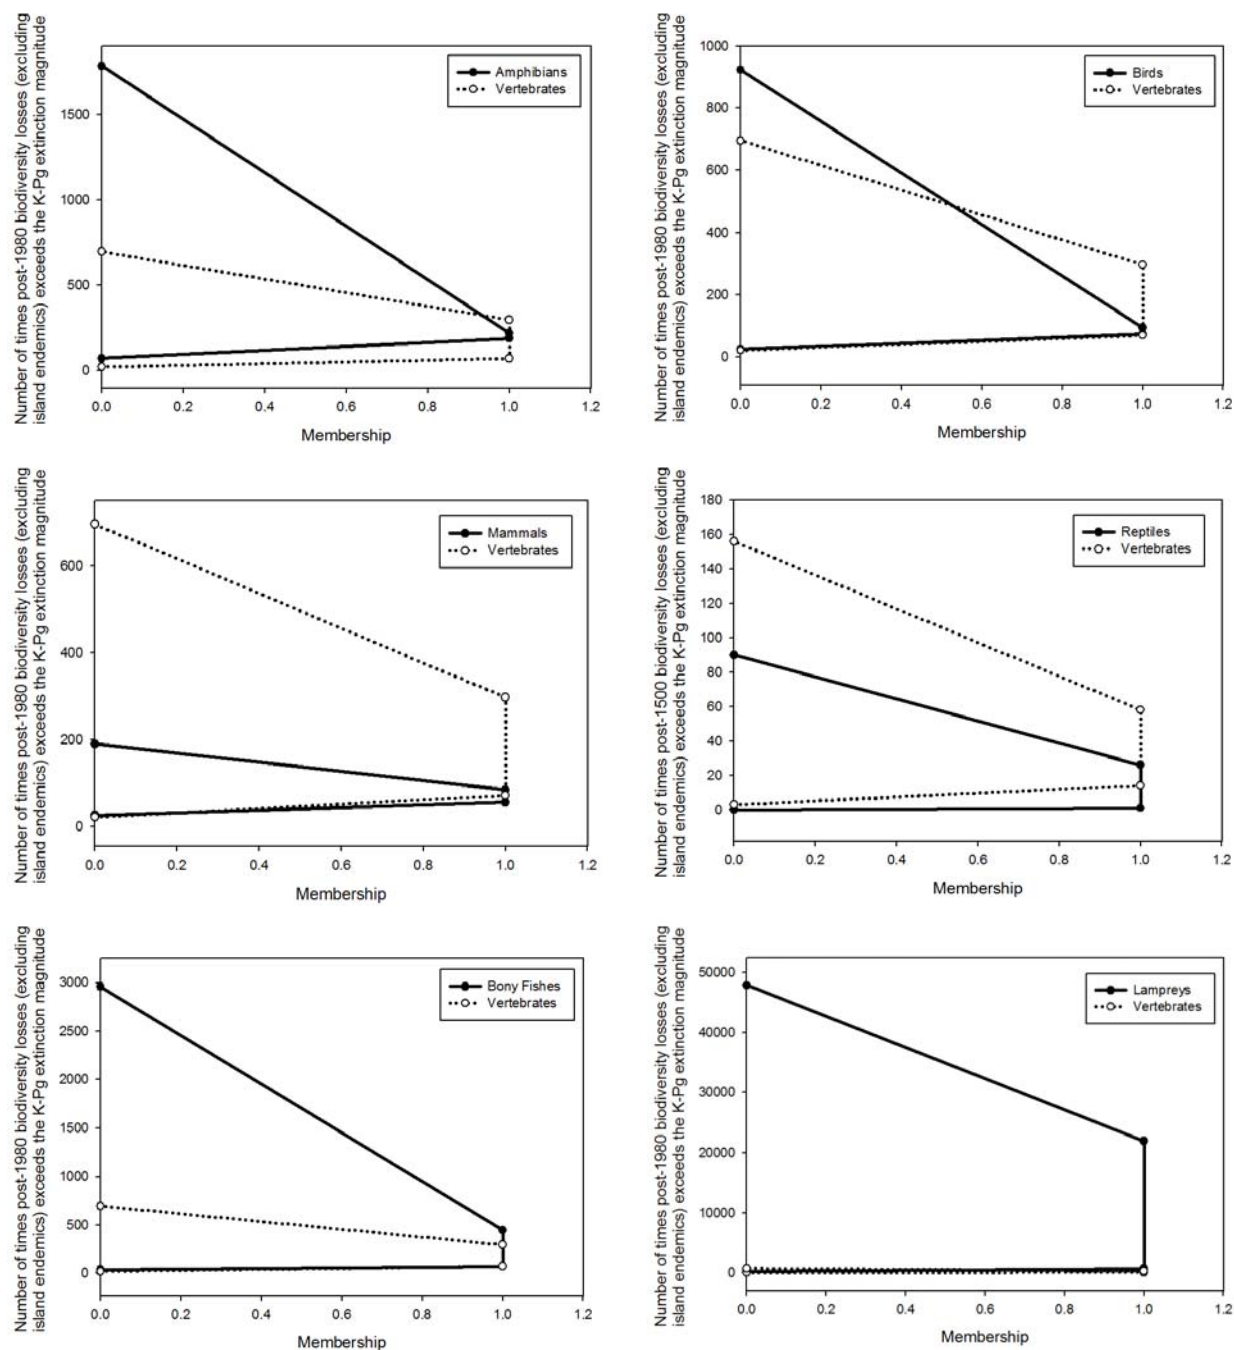 Number of times post-1980 biodiversity losses (excluding
island endemics) exceeds the K-Pg extinction magnitude
1500
1000
500
0
Amphibians
Vertebrates
0.0 0.2 0.4 0.6 0.8 1.0 1.2
Membership
Number of times post-1980 biodiversity losses (excluding
island endemics) exceeds the K-Pg extinction magnitude
1000
800
600
400
200
0
Birds
Vertebrates
0.0 0.2 0.4 0.6 0.8 1.0 1.2
Membership
Number of times post-1980 biodiversity losses (excluding
island endemics) exceeds the K-Pg extinction magnitude
600
400
200
0
Mammals
Vertebrates
0.0 0.2 0.4 0.6 0.8 1.0 1.2
Membership
Number of times post-1500 biodiversity losses (excluding
island endemics) exceeds the K-Pg extinction magnitude
180
160
140
120
100
80
60
40
20
0
Reptiles
Vertebrates
0.0 0.2 0.4 0.6 0.8 1.0 1.2
Membership
Number of times post-1980 biodiversity losses (excluding
island endemics) exceeds the K-Pg extinction magnitude
3000
2500
2000
1500
1000
500
0
Bony Fishes
Vertebrates
0.0 0.2 0.4 0.6 0.8 1.0 1.2
Membership
Number of times post-1980 biodiversity losses (excluding
island endemics) exceeds the K-Pg extinction magnitude
50000
40000
30000
20000
10000
0
Lampreys
Vertebrates
0.0 0.2 0.4 0.6 0.8 1.0 1.2
Membership